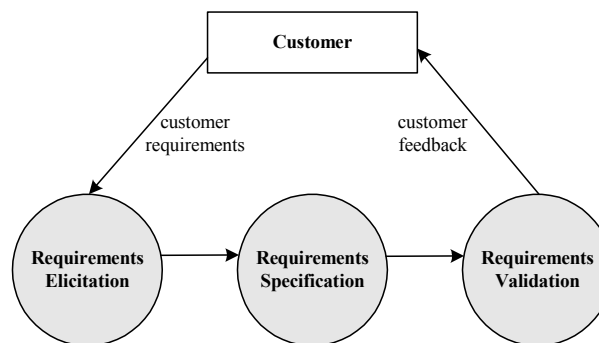 Customer
customer
requirements
customer
feedback
Requirements
Elicitation
Requirements
Specification
Requirements
Validation